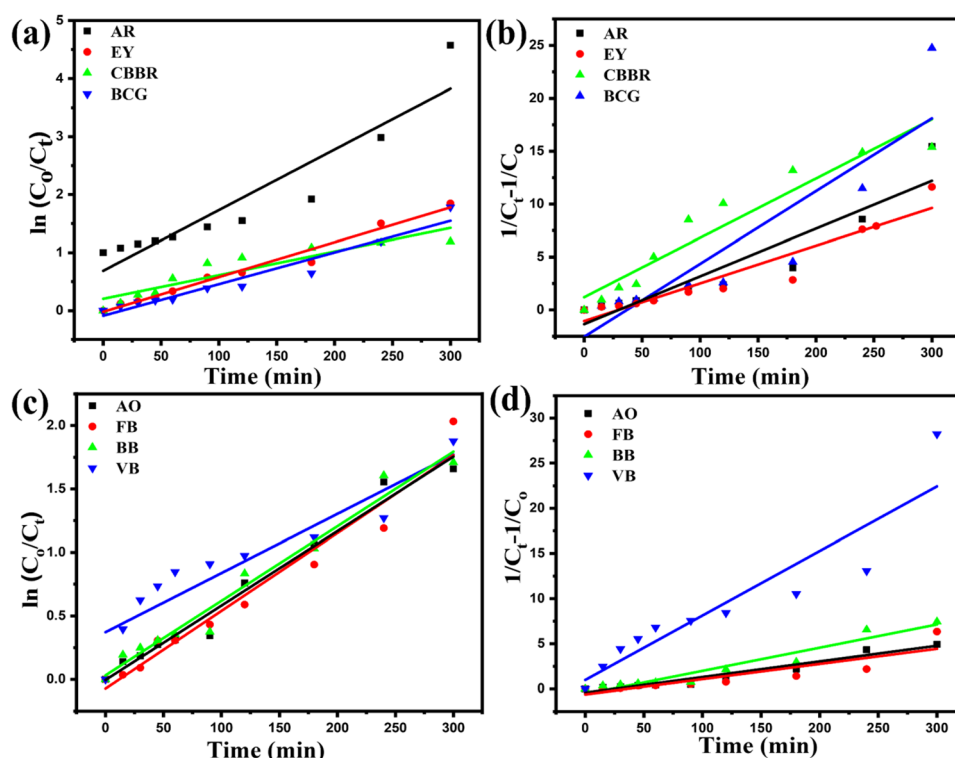 (a)
AR
EY
CBBR
BCG
ln (C₀/Cₜ)
5
4
3
2
1
0
0 50 100 150 200 250 300
Time (min)
(b)
AR
EY
CBBR
BCG
1/Cₜ-1/Cₒ
25
20
15
10
5
0
0 50 100 150 200 250 300
Time (min)
(c)
AO
FB
BB
VB
ln (Cₒ/Cₜ)
2.0
1.5
1.0
0.5
0.0
0 50 100 150 200 250 300
Time (min)
(d)
AO
FB
BB
VB
1/Cₜ-1/Cₒ
30
25
20
15
10
5
0
0 50 100 150 200 250 300
Time (min)